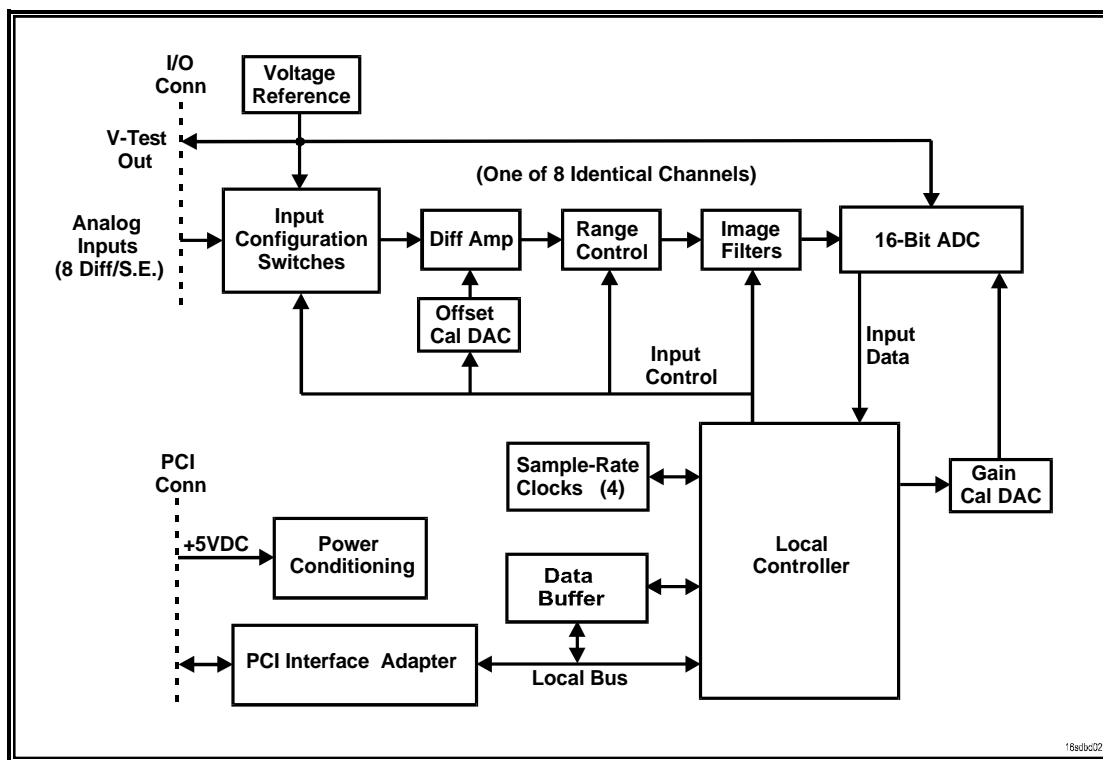 I/O
Conn
Voltage
Reference
V-Test
Out
(One of 8 Identical Channels)
Analog
Inputs
(8 Diff/S.E.)
Input
Configuration
Switches
Diff Amp
Range
Control
Image
Filters
16-Bit ADC
Offset
Cal DAC
Input
Control
Input
Data
PCI
Conn
Sample-Rate
Clocks (4)
Gain
Cal DAC
+5VDC
Power
Conditioning
Local
Controller
Data
Buffer
PCI Interface Adapter
Local Bus